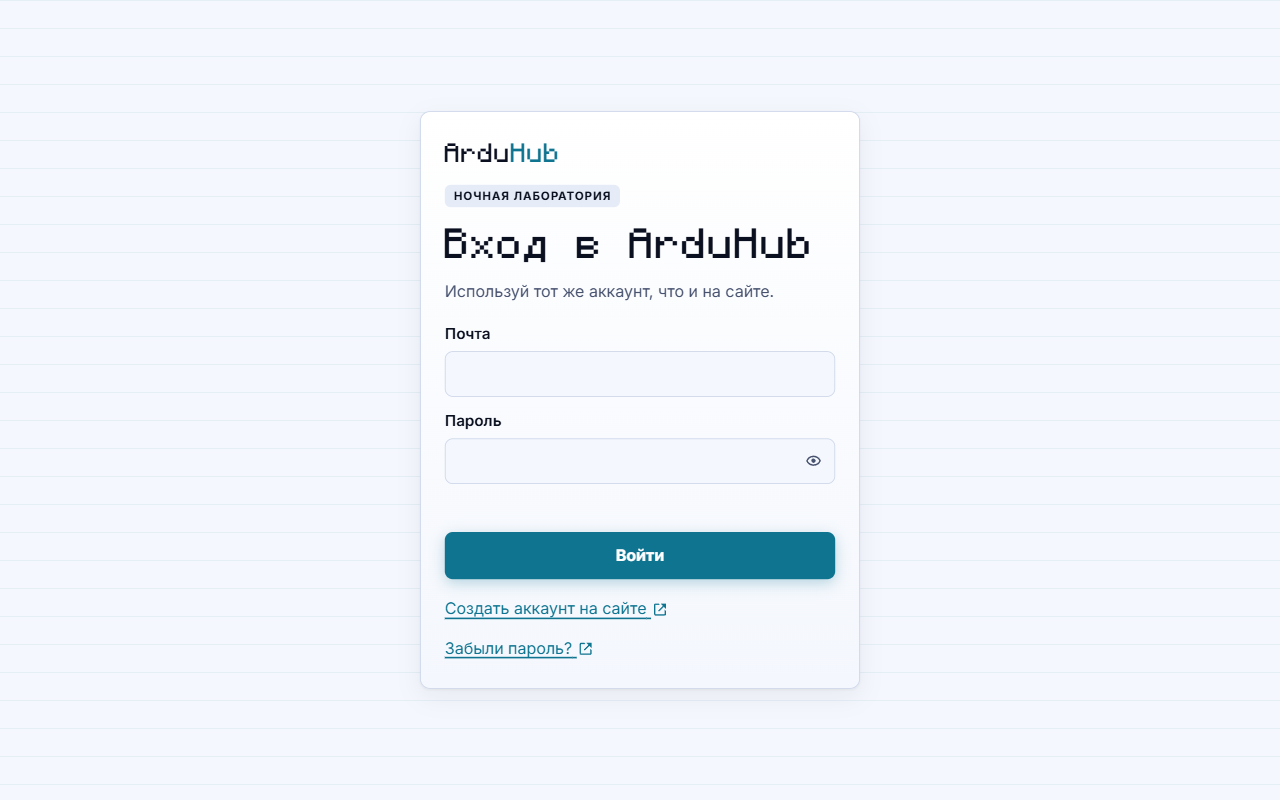 ArduHub
НОЧНАЯ ЛАБОРАТОРИЯ
Вход в ArduHub
Используй тот же аккаунт, что и на сайте.
Почта
Пароль
Войти
Создать аккаунт на сайте
Забыли пароль?